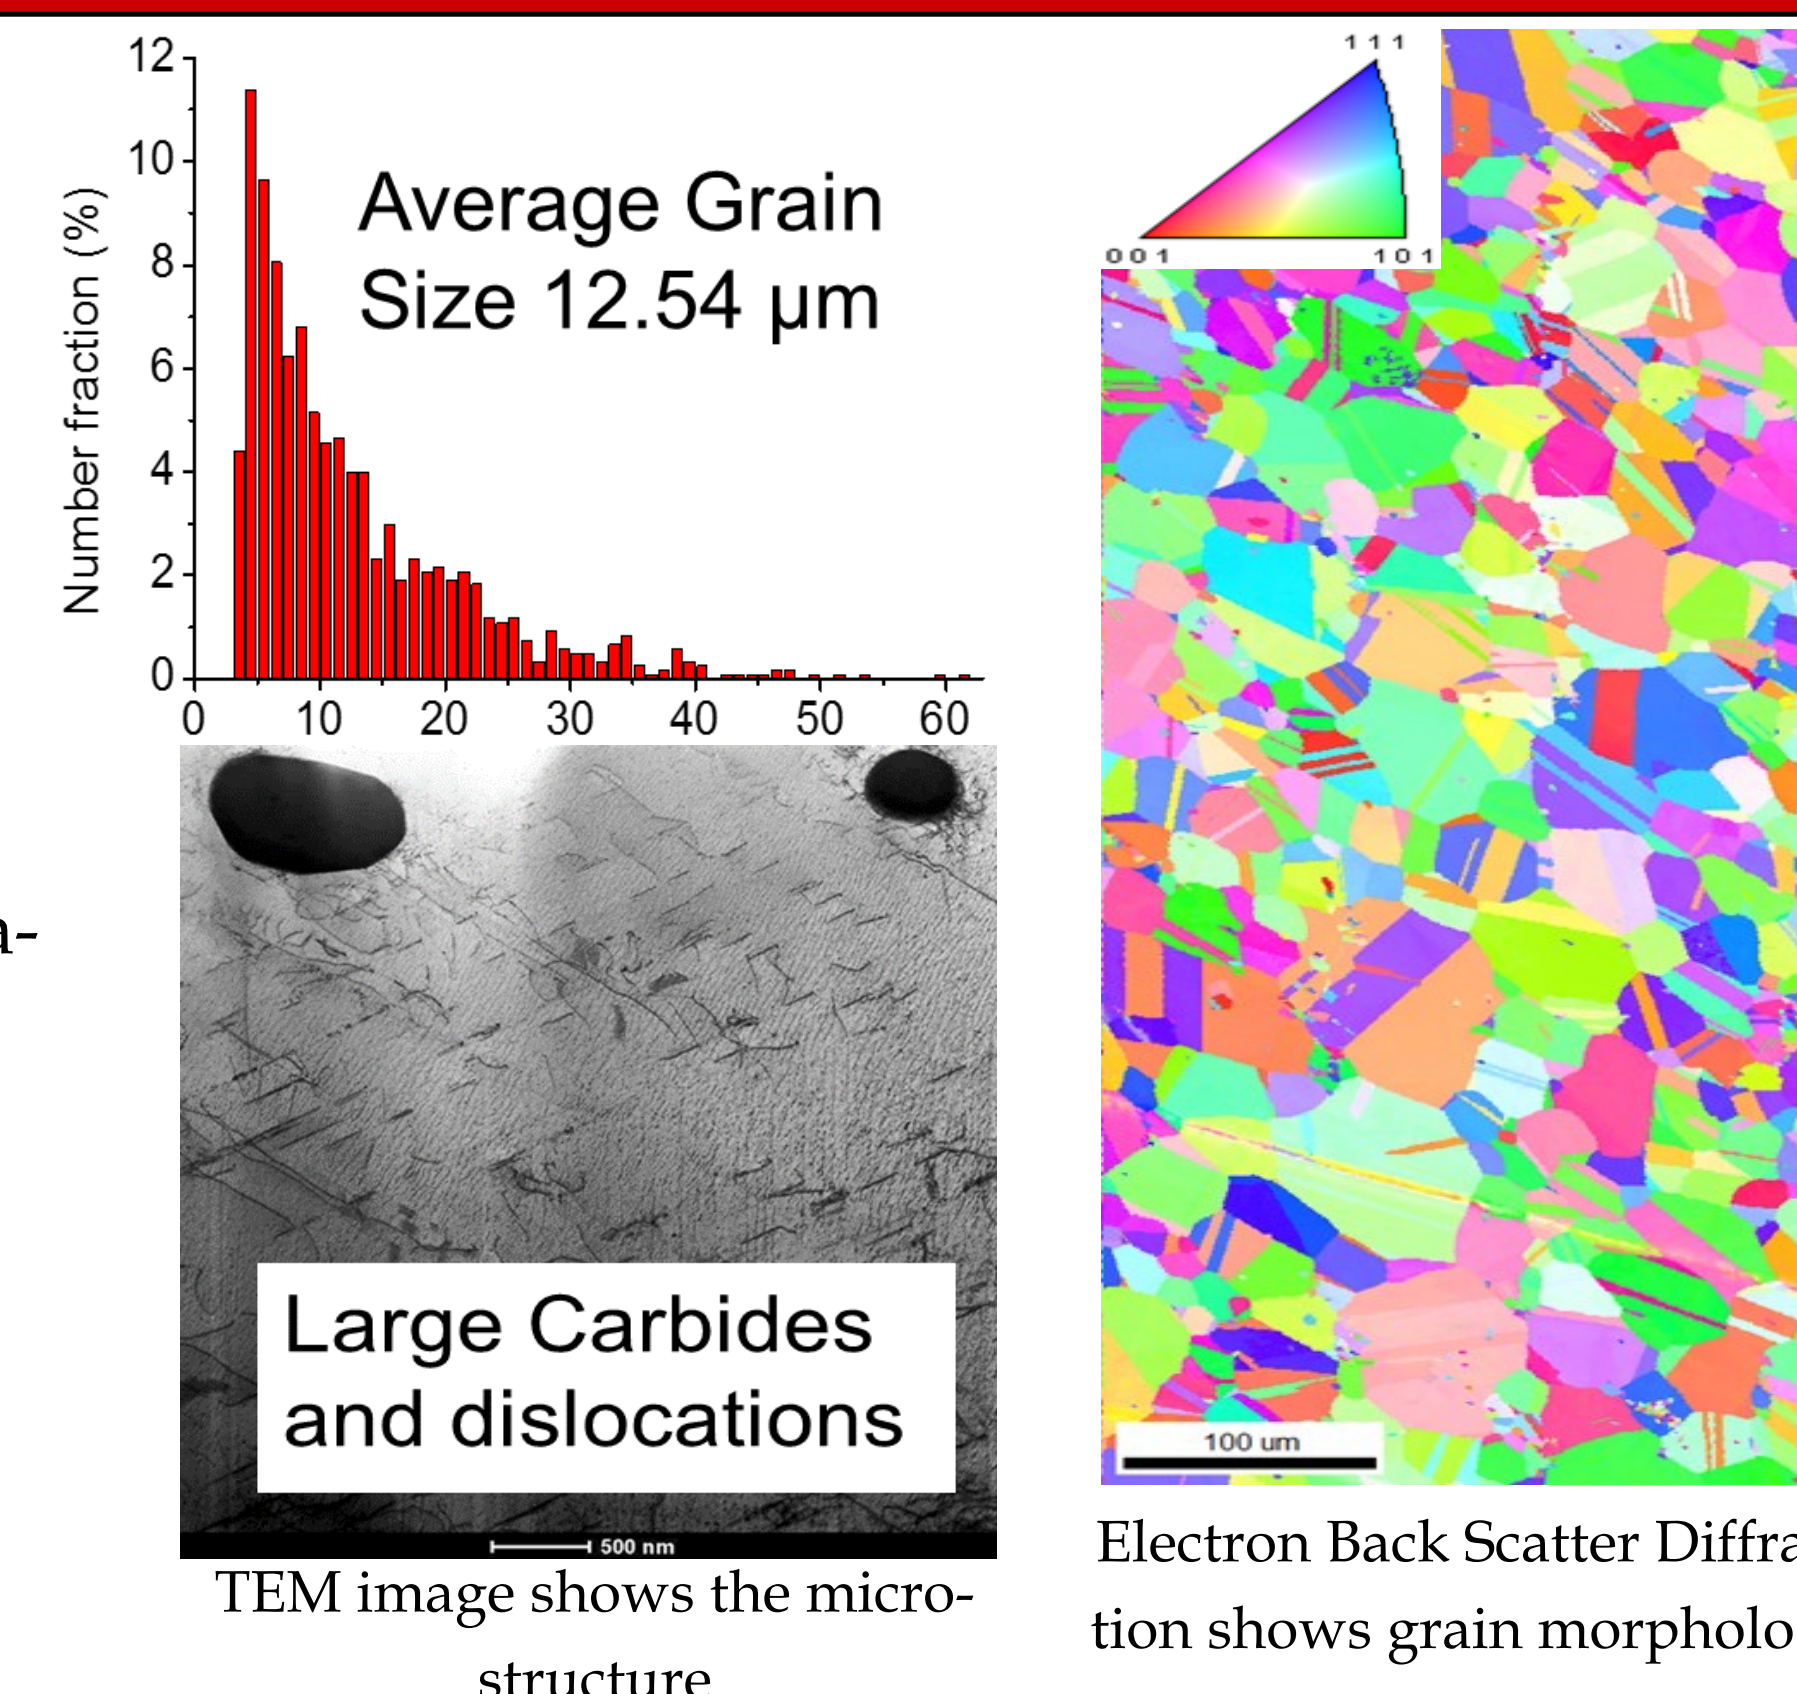 12
10
8
6
4
2
0
Number fraction (%)
Average Grain
Size 12.54 µm
0 10 20 30 40 50 60
a-
Large Carbides
and dislocations
500 nm
TEM image shows the micro-
structure
1 1 1
0 0 1
1 0 1
100 um
Electron Back Scatter Diffra
tion shows grain morpholo